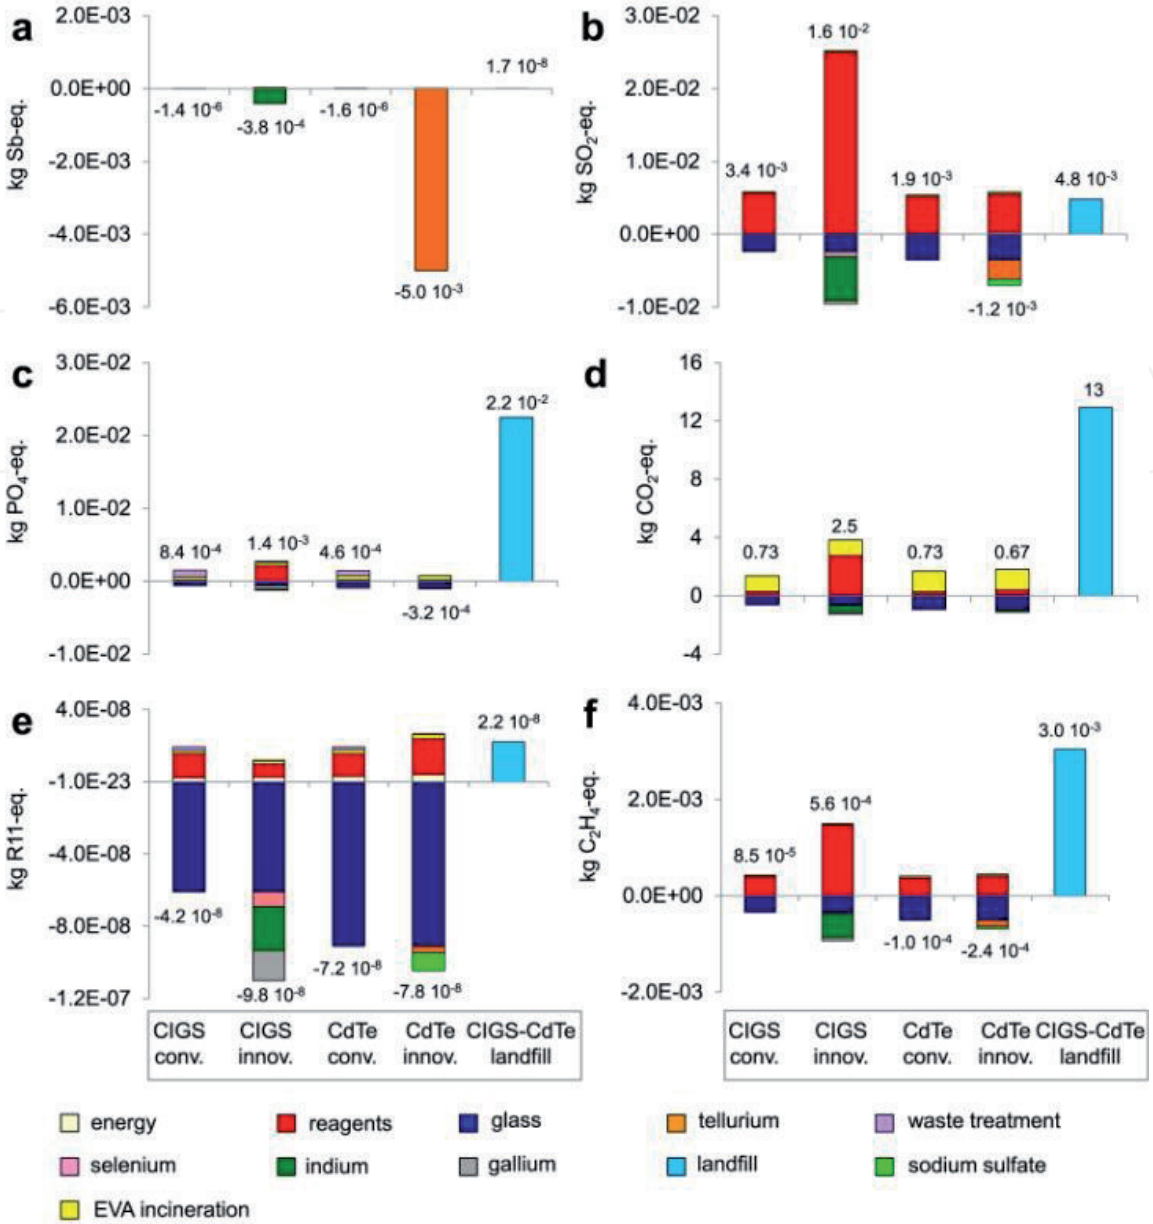 a
2.0E-03
0.0E+00
-2.0E-03
-4.0E-03
-6.0E-03
kg Sb-eq.
-1.4 10⁻⁶
-3.8 10⁻⁴
-1.6 10⁻⁶
-5.0 10⁻³
1.7 10⁻⁸
b
3.0E-02
2.0E-02
1.0E-02
0.0E+00
-1.0E-02
kg SO₂-eq.
3.4 10⁻³
1.6 10⁻²
1.9 10⁻³
-1.2 10⁻³
4.8 10⁻³
c
3.0E-02
2.0E-02
1.0E-02
0.0E+00
-1.0E-02
kg PO₄-eq.
8.4 10⁻⁴
1.4 10⁻³
4.6 10⁻⁴
-3.2 10⁻⁴
2.2 10⁻²
d
16
12
8
4
0
-4
kg CO₂-eq.
0.73
2.5
0.73
0.67
13
e
4.0E-08
-1.0E-23
-4.0E-08
-8.0E-08
-1.2E-07
kg R11-eq.
-4.2 10⁻⁸
-9.8 10⁻⁸
-7.2 10⁻⁸
-7.8 10⁻⁸
2.2 10⁻⁸
f
4.0E-03
2.0E-03
0.0E+00
-2.0E-03
kg C₂H₄-eq.
8.5 10⁻⁵
5.6 10⁻⁴
-1.0 10⁻⁴
-2.4 10⁻⁴
3.0 10⁻³
CIGS CIGS CdTe CdTe CIGS-CdTe
conv. innov. conv. innov. landfill
CIGS CIGS CdTe CdTe CIGS-CdTe
conv. innov. conv. innov. landfill
energy reagents glass tellurium waste treatment
selenium indium gallium landfill sodium sulfate
EVA incineration